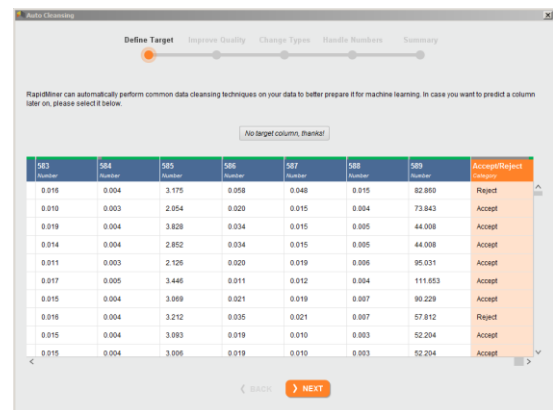 Auto Cleansing
Define Target Improve Quality Change Types Handle Numbers Summary
RapidMiner can automatically perform common data cleansing techniques on your data to better prepare it for machine learning. In case you want to predict a column
later on, please select it below.
No target column, thanks!
583 584 585 586 587 588 589 Accept/Reject
Number Number Number Number Number Number Number Category
0.016 0.004 3.175 0.058 0.048 0.015 82.860 Reject
0.010 0.003 2.054 0.020 0.015 0.004 73.843 Accept
0.019 0.004 3.828 0.034 0.015 0.005 44.008 Accept
0.014 0.004 2.852 0.034 0.015 0.005 44.008 Accept
0.011 0.003 2.126 0.020 0.019 0.006 95.031 Accept
0.017 0.005 3.446 0.011 0.012 0.004 111.653 Accept
0.015 0.004 3.069 0.021 0.019 0.007 90.229 Accept
0.016 0.004 3.212 0.035 0.021 0.007 57.812 Reject
0.015 0.004 3.093 0.019 0.010 0.003 52.204 Accept
0.015 0.004 3.006 0.019 0.010 0.003 52.204 Accept
BACK NEXT